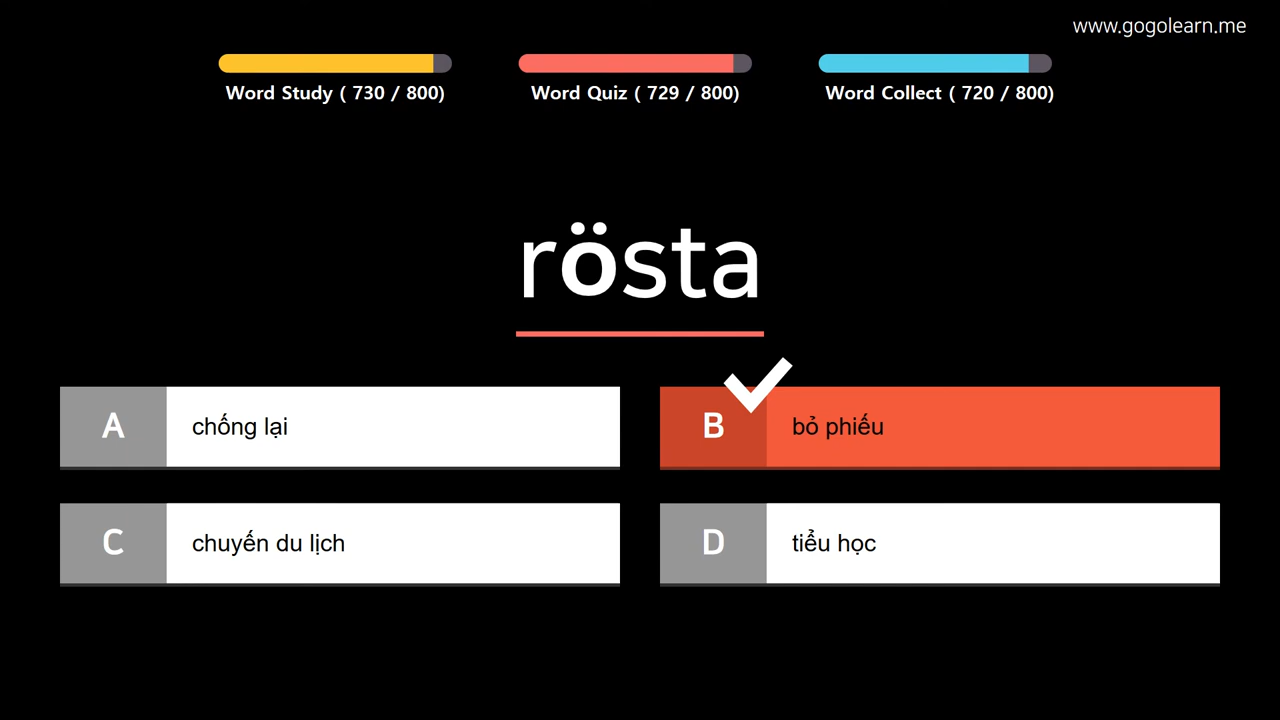 www.gogolearn.me
Word Study ( 730 / 800)
Word Quiz ( 729 / 800)
Word Collect ( 720 / 800)
rösta
A chống lại
B bỏ phiếu
C chuyến du lịch
D tiểu học